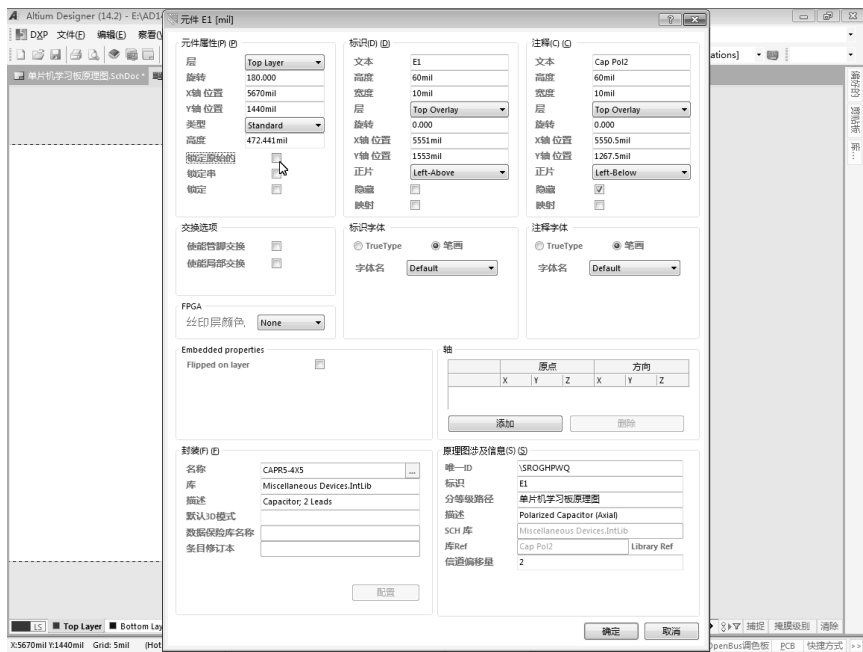 Altium Designer (14.2) - E:\AD14
元件 E1 [mil]
DXP 文件(F) 编辑(E) 察看(V
ations]
单片机学习板原理图.SchDoc *
偏好的
剪贴板
库...
元件属性(P) (P)
层 Top Layer
旋转 180.000
X轴 位置 5670mil
Y轴 位置 1440mil
类型 Standard
高度 472.441mil
锁定原始的
锁定串
锁定
标识(D) (D)
文本 E1
高度 60mil
宽度 10mil
层 Top Overlay
旋转 0.000
X轴 位置 5551mil
Y轴 位置 1553mil
正片 Left-Above
隐藏
映射
注释(C) (C)
文本 Cap Pol2
高度 60mil
宽度 10mil
层 Top Overlay
旋转 0.000
X轴 位置 5550.5mil
Y轴 位置 1267.5mil
正片 Left-Below
隐藏
映射
交换选项
使能管脚交换
使能局部交换
标识字体
TrueType 笔画
字体名 Default
注释字体
TrueType 笔画
字体名 Default
FPGA
丝印层颜色 None
Embedded properties
Flipped on layer
轴
原点 方向
X Y Z X Y Z
添加 删除
封装(F) (F)
名称 CAPR5-4X5 ...
库 Miscellaneous Devices.IntLib
描述 Capacitor; 2 Leads
默认3D模式
数据保险库名称
条目修订本
配置
原理图涉及信息(S) (S)
唯一ID \SROGHPWQ
标识 E1
分等级路径 单片机学习板原理图
描述 Polarized Capacitor (Axial)
SCH 库 Miscellaneous Devices.IntLib
库Ref Cap Pol2 Library Ref
信道偏移量 2
确定 取消
LS Top Layer Bottom Lay
捕捉 掩膜级别 清除
X:5670mil Y:1440mil Grid: 5mil (Hot
OpenBus调色板 PCB 快捷方式 >>